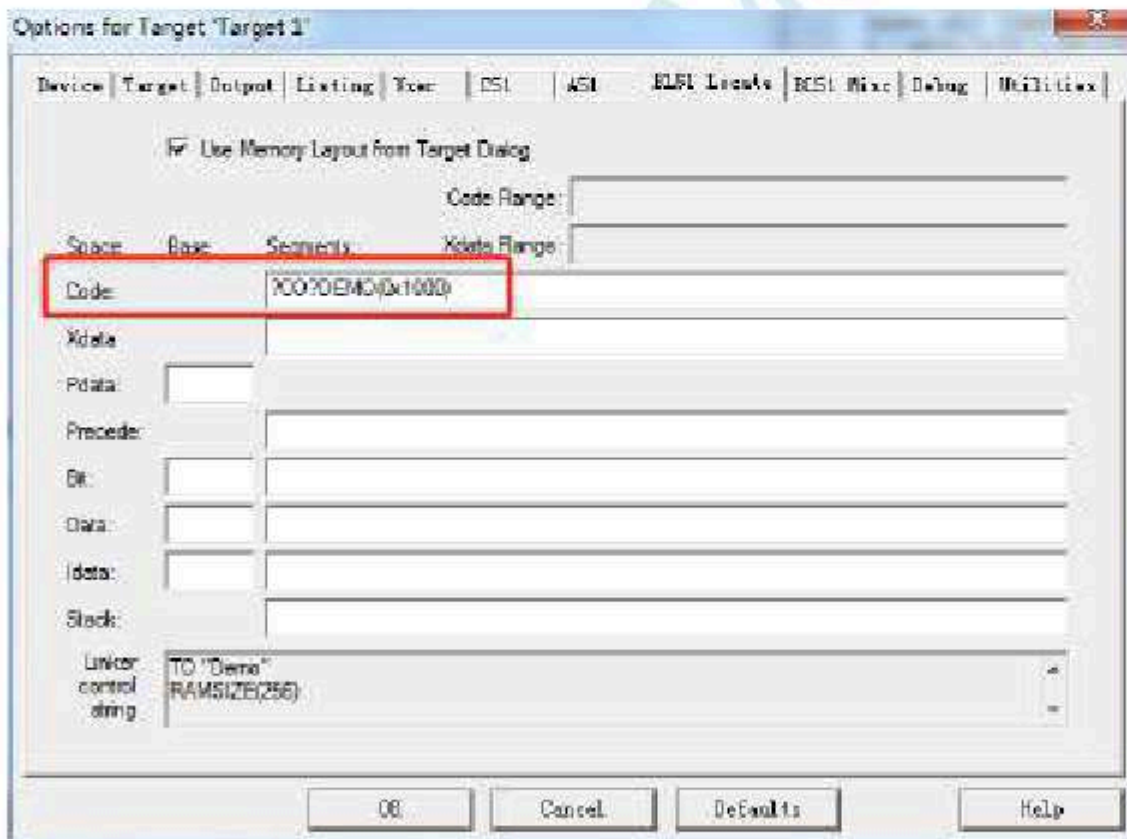 Options for Target 'Target 1'
Device Target Output Listing User C51 A51 BL51 Locate BL51 Misc Debug Utilities
Use Memory Layout from Target Dialog
Code Range:
Space Base Segments: Xdata Range:
Code: ?CO?DEMO(0x1000)
Xdata:
Pdata:
Precede:
Bit:
Data:
Idata:
Stack:
Linker control string
TO "Demo"
RAMSIZE(256)
OK Cancel Defaults Help